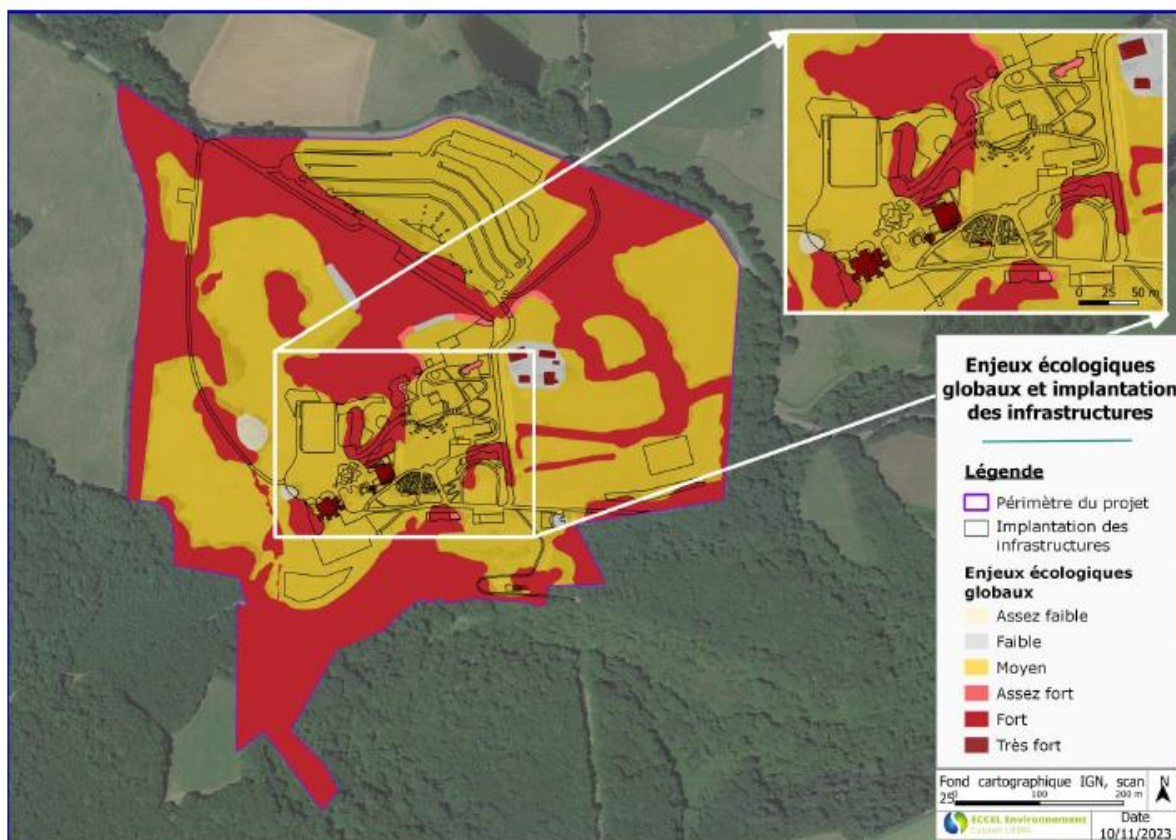 0 25 50 m
Enjeux écologiques
globaux et implantation
des infrastructures
Légende
Périmètre du projet
Implantation des
infrastructures
Enjeux écologiques
globaux
Assez faible
Faible
Moyen
Assez fort
Fort
Très fort
Fond cartographique IGN, scan
25
0 100 200 m
N
ECCEL Environnement
Date
10/11/2023